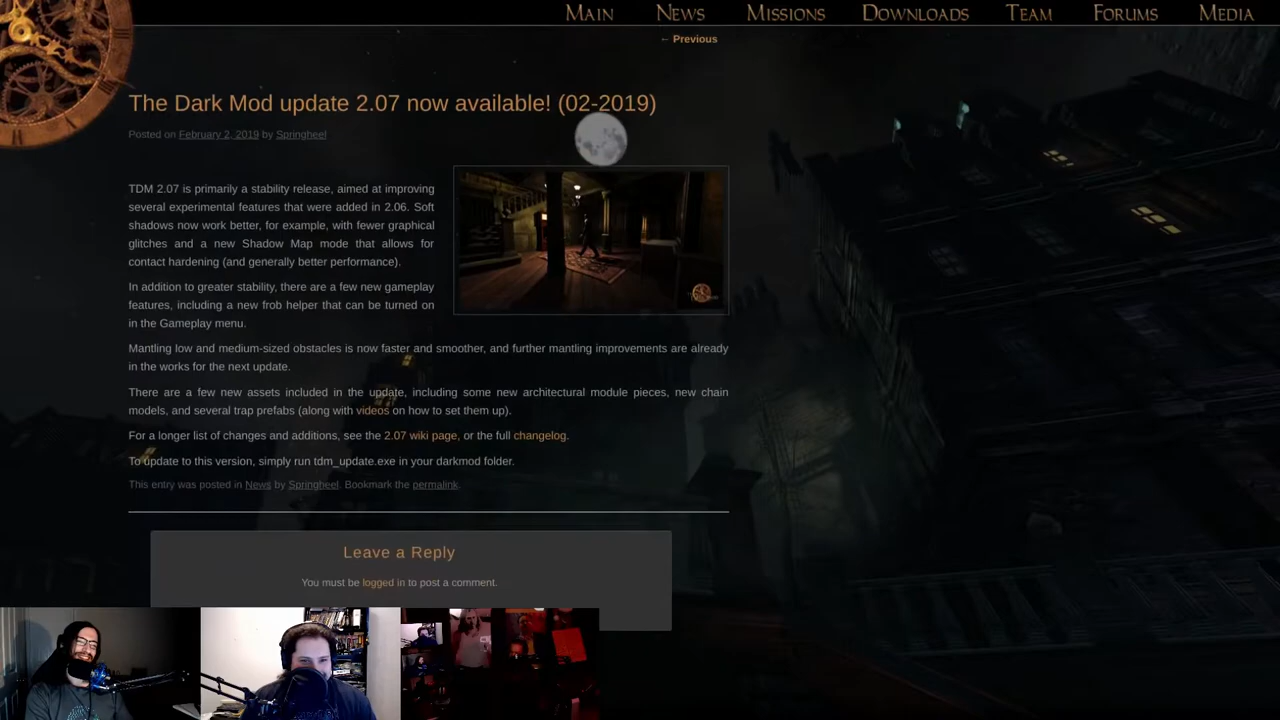 Main News Missions Downloads Team Forums Media
← Previous
The Dark Mod update 2.07 now available! (02-2019)
Posted on February 2, 2019 by Springheel
TDM 2.07 is primarily a stability release, aimed at improving
several experimental features that were added in 2.06. Soft
shadows now work better, for example, with fewer graphical
glitches and a new Shadow Map mode that allows for
contact hardening (and generally better performance).
In addition to greater stability, there are a few new gameplay
features, including a new frob helper that can be turned on
in the Gameplay menu.
Mantling low and medium-sized obstacles is now faster and smoother, and further mantling improvements are already
in the works for the next update.
There are a few new assets included in the update, including some new architectural module pieces, new chain
models, and several trap prefabs (along with videos on how to set them up).
For a longer list of changes and additions, see the 2.07 wiki page, or the full changelog.
To update to this version, simply run tdm_update.exe in your darkmod folder.
This entry was posted in News by Springheel. Bookmark the permalink.
Leave a Reply
You must be logged in to post a comment.